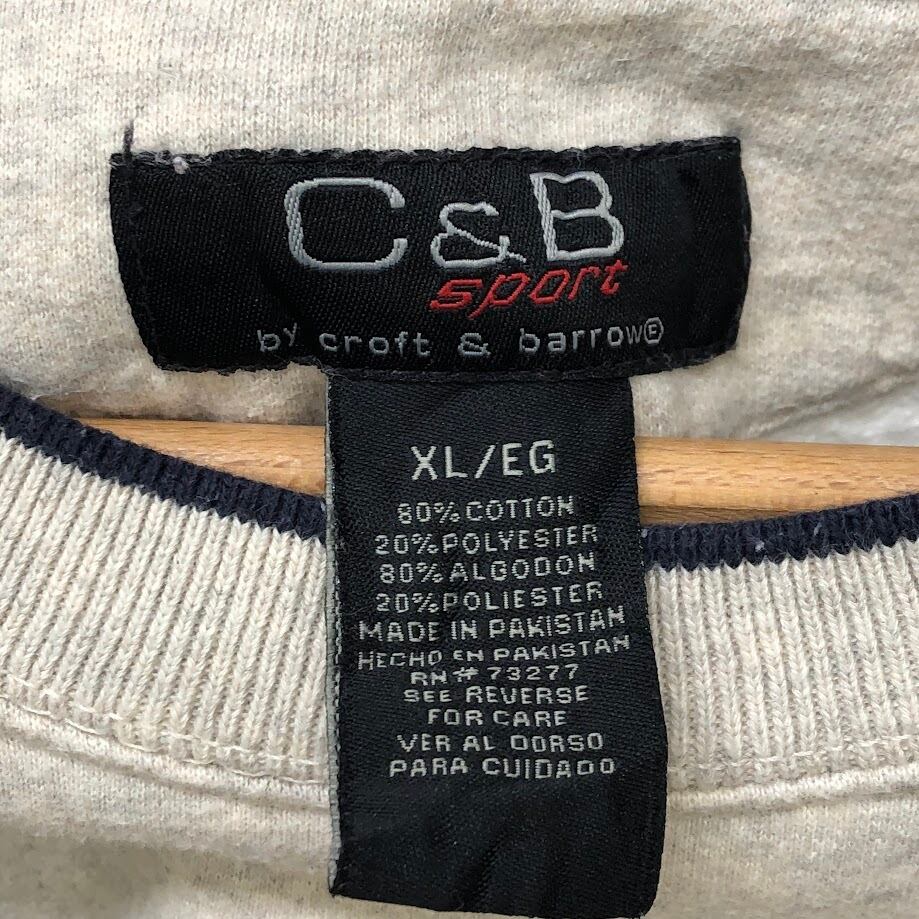 C & B
sport
by croft & barrow®
XL/EG
80% COTTON
20% POLYESTER
80% ALGODON
20% POLIESTER
MADE IN PAKISTAN
HECHO EN PAKISTAN
RN# 73277
SEE REVERSE
FOR CARE
VER AL DORSO
PARA CUIDADO